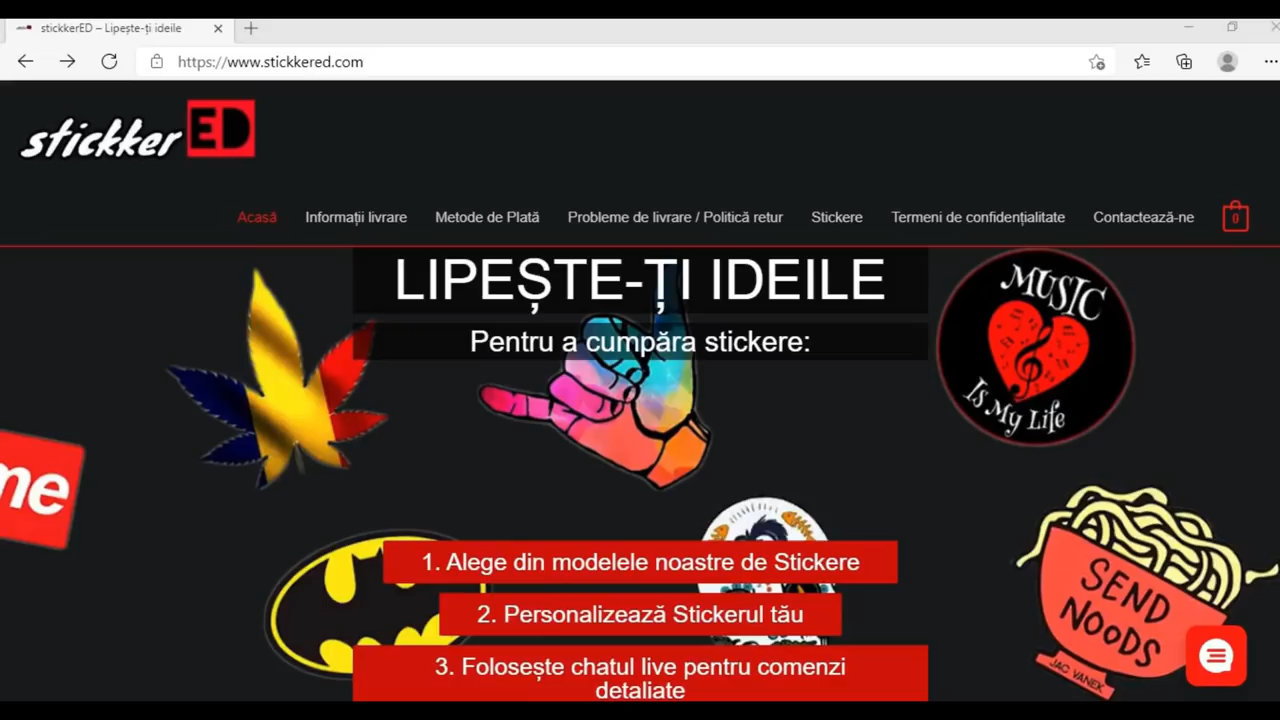 stickkerED – Lipește-ți ideile
https://www.stickkered.com
stickker ED
Acasă Informații livrare Metode de Plată Probleme de livrare / Politică retur Stickere Termeni de confidențialitate Contactează-ne 0
LIPEȘTE-ȚI IDEILE
Pentru a cumpăra stickere:
MUSIC
Is My Life
me
1. Alege din modelele noastre de Stickere
2. Personalizează Stickerul tău
3. Folosește chatul live pentru comenzi
detaliate
SEND
NOODS
JAC VANEK